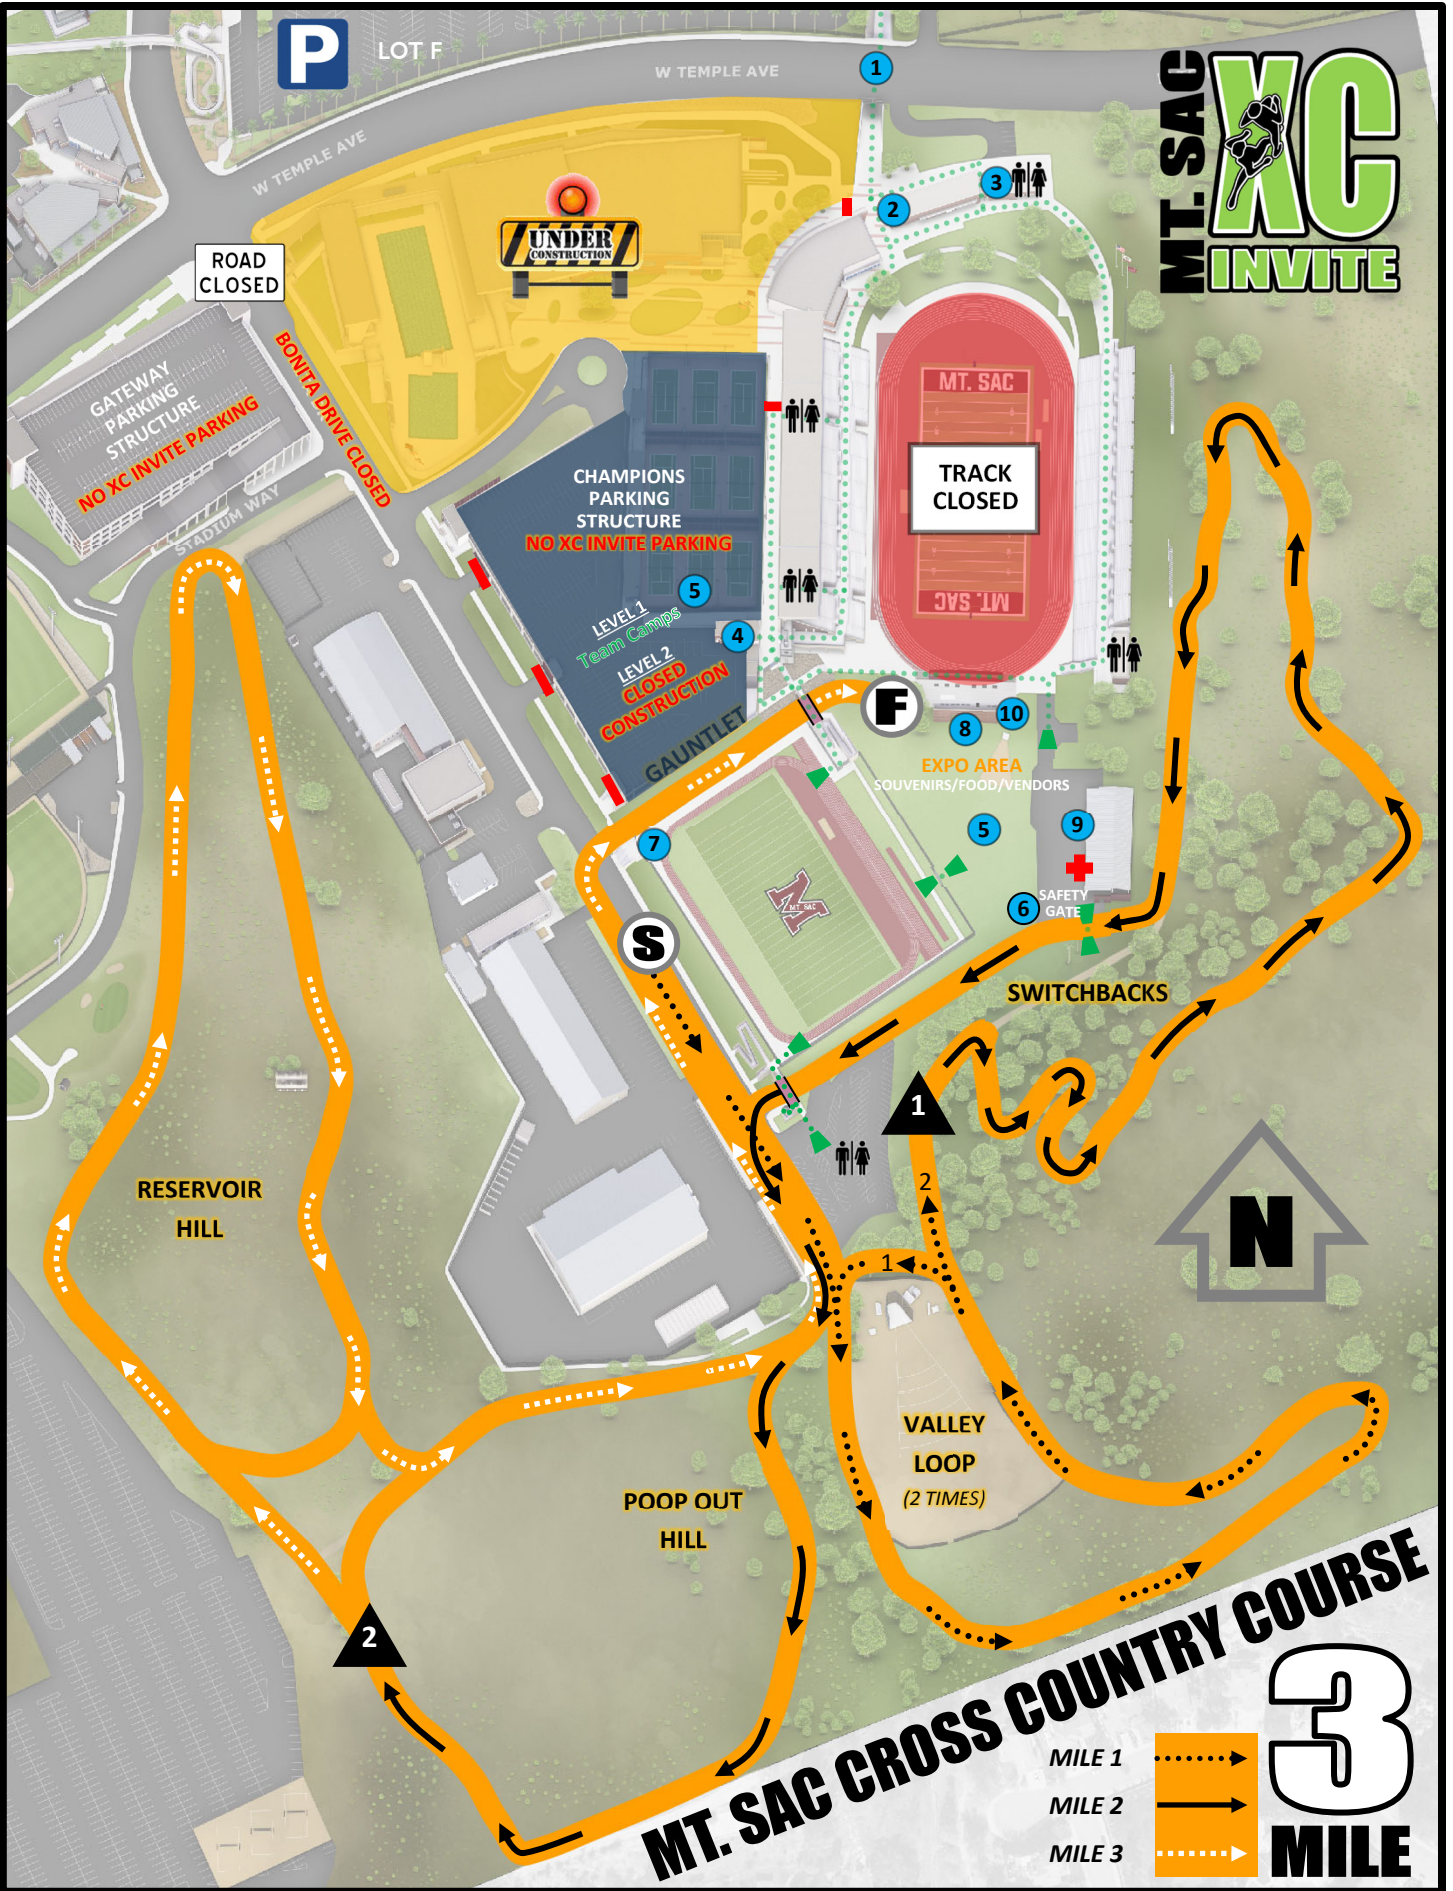 P
LOT F
W TEMPLE AVE
W TEMPLE AVE
1
MT. SAC
XC
INVITE
3
2
UNDER
CONSTRUCTION
ROAD
CLOSED
BONITA DRIVE CLOSED
GATEWAY
PARKING
STRUCTURE
NO XC INVITE PARKING
STADIUM WAY
MT. SAC
TRACK
CLOSED
MT. SAC
CHAMPIONS
PARKING
STRUCTURE
NO XC INVITE PARKING
5
LEVEL 1
Team Camps
4
LEVEL 2
CLOSED
CONSTRUCTION
GAUNTLET
F
8
10
EXPO AREA
SOUVENIRS/FOOD/VENDORS
7
5
9
M
MT. SAC
SAFETY
GATE
6
S
SWITCHBACKS
1
2
1
N
RESERVOIR
HILL
VALLEY
LOOP
(2 TIMES)
POOP OUT
HILL
2
MT. SAC CROSS COUNTRY COURSE
3
MILE
MILE 1
MILE 2
MILE 3